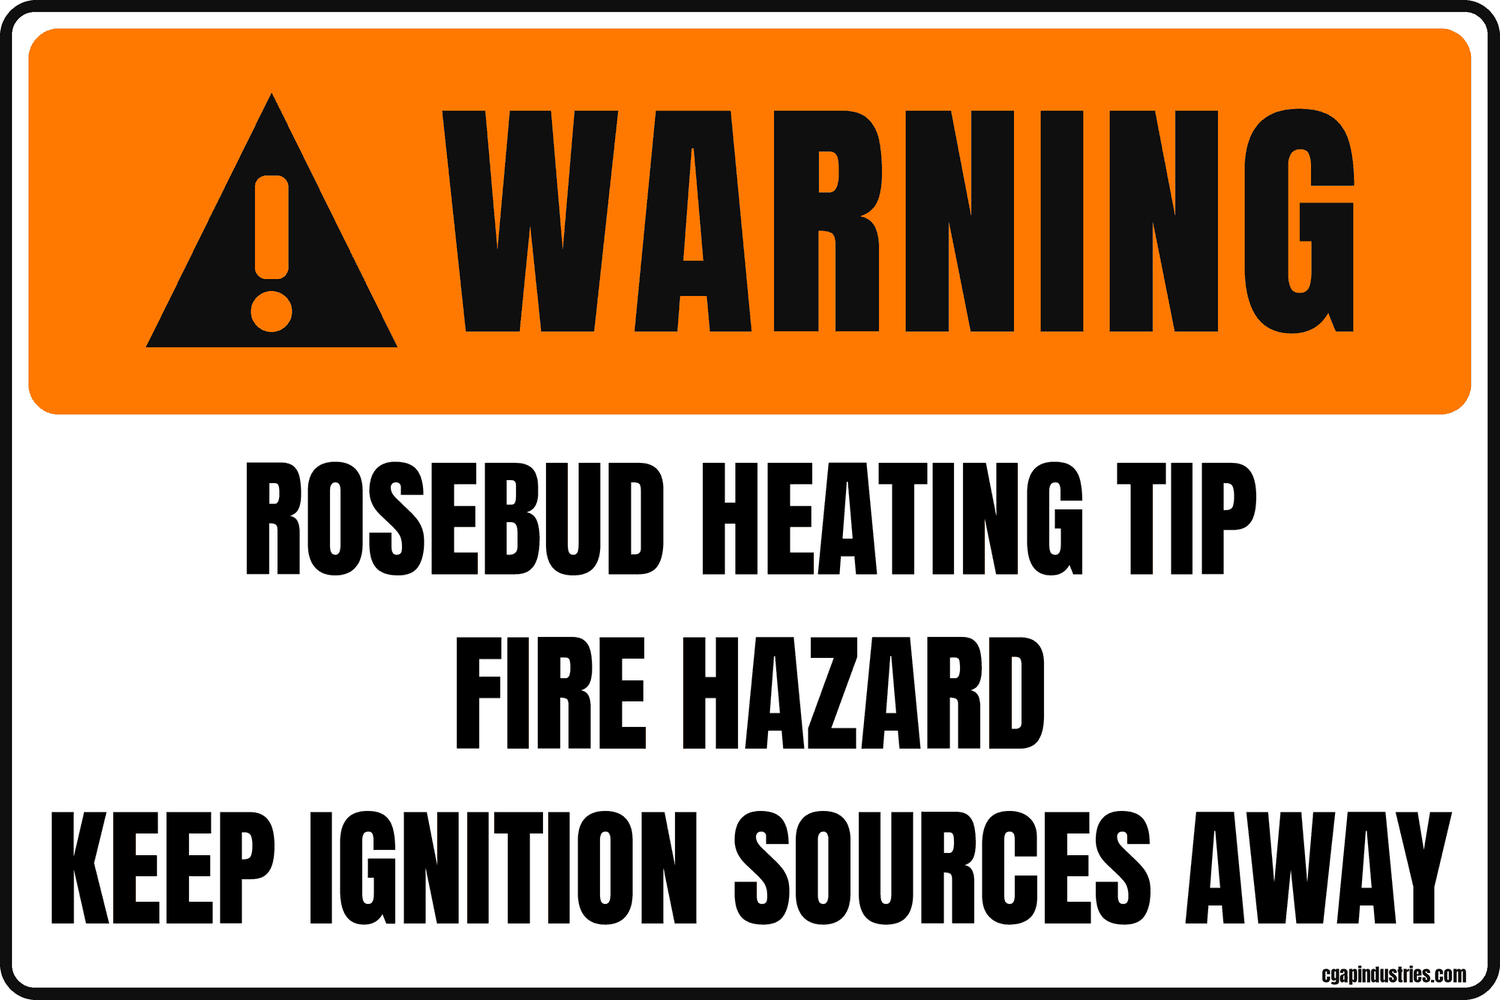 WARNING
ROSEBUD HEATING TIP
FIRE HAZARD
KEEP IGNITION SOURCES AWAY
cgapindustries.com